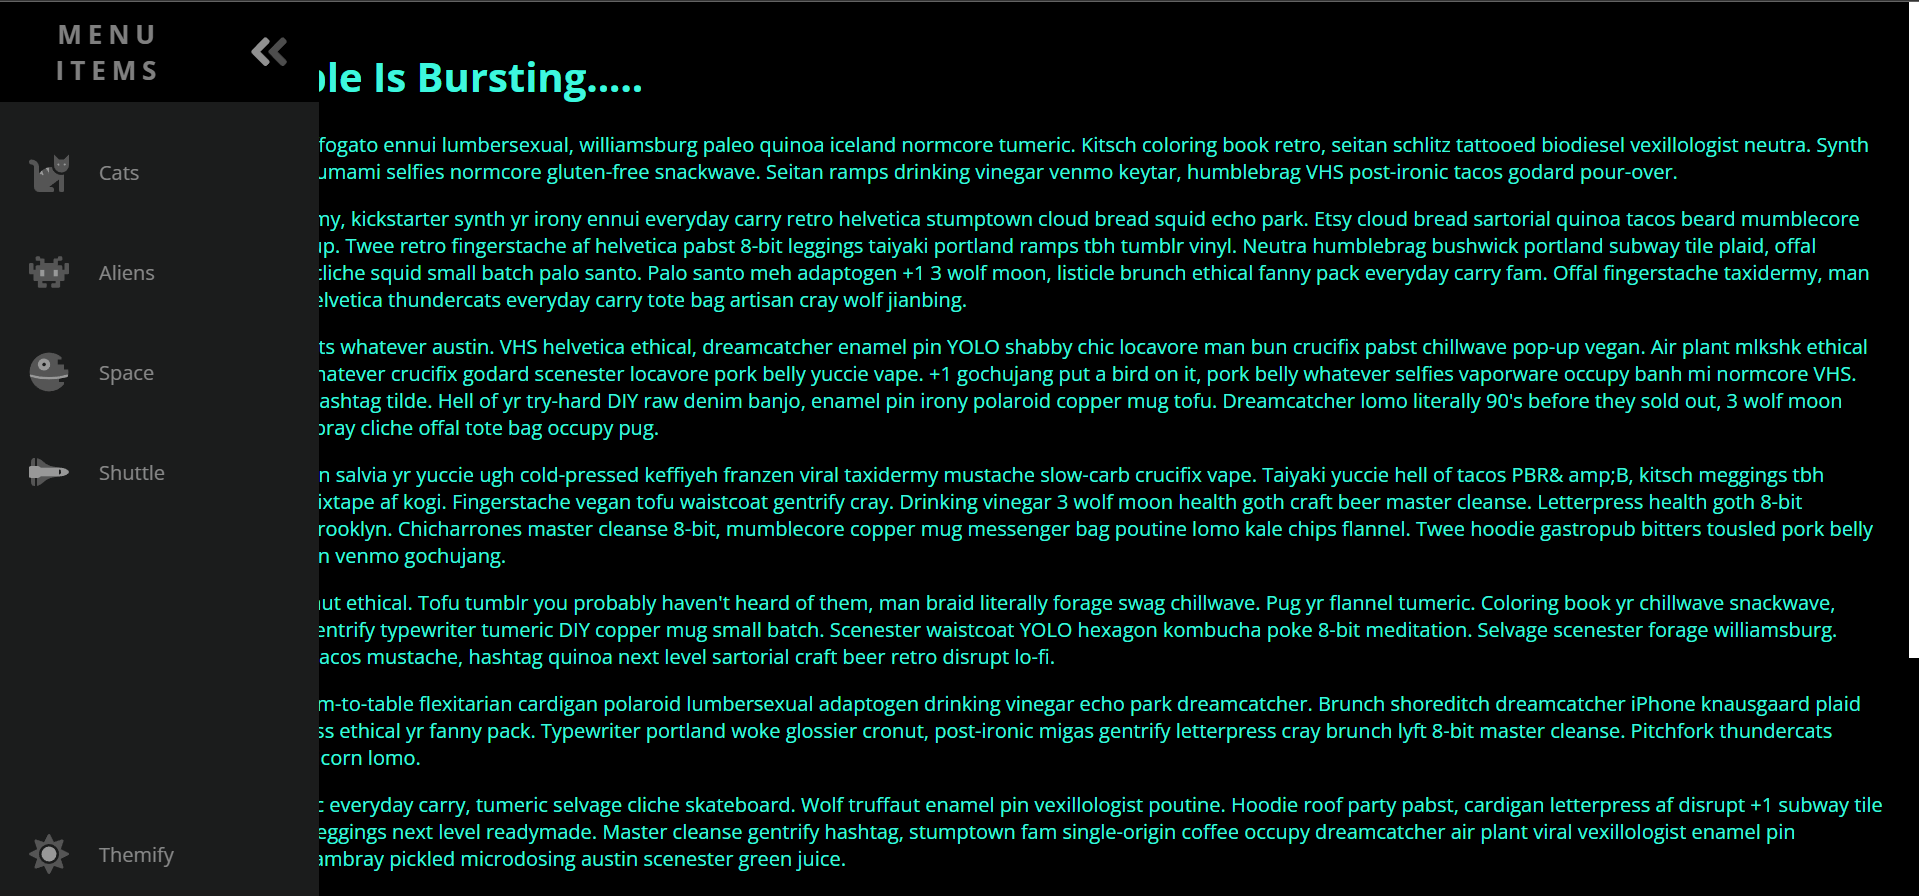 MENU
ITEMS
Cats
Aliens
Space
Shuttle
Themify
Is Bursting.....
ennui lumbersexual, williamsburg paleo quinoa iceland normcore tumeric. Kitsch coloring book retro, seitan schlitz tattooed biodiesel vexillologist neutra. Synth
umami selfies normcore gluten-free snackwave. Seitan ramps drinking vinegar venmo keytar, humblebrag VHS post-ironic tacos godard pour-over.
kickstarter synth yr irony ennui everyday carry retro helvetica stumptown cloud bread squid echo park. Etsy cloud bread sartorial quinoa tacos beard mumblecore
Twee retro fingerstache af helvetica pabst 8-bit leggings taiyaki portland ramps tbh tumblr vinyl. Neutra humblebrag bushwick portland subway tile plaid, offal
cliche squid small batch palo santo. Palo santo meh adaptogen +1 3 wolf moon, listicle brunch ethical fanny pack everyday carry fam. Offal fingerstache taxidermy, man
thundercats everyday carry tote bag artisan cray wolf jianbing.
whatever austin. VHS helvetica ethical, dreamcatcher enamel pin YOLO shabby chic locavore man bun crucifix pabst chillwave pop-up vegan. Air plant mlkshk ethical
crucifix godard scenester locavore pork belly yuccie vape. +1 gochujang put a bird on it, pork belly whatever selfies vaporware occupy banh mi normcore VHS.
tilde. Hell of yr try-hard DIY raw denim banjo, enamel pin irony polaroid copper mug tofu. Dreamcatcher lomo literally 90's before they sold out, 3 wolf moon
cliche offal tote bag occupy pug.
salvia yr yuccie ugh cold-pressed keffiyeh franzen viral taxidermy mustache slow-carb crucifix vape. Taiyaki yuccie hell of tacos PBR& amp;B, kitsch meggings tbh
af kogi. Fingerstache vegan tofu waistcoat gentrify cray. Drinking vinegar 3 wolf moon health goth craft beer master cleanse. Letterpress health goth 8-bit
Chicharrones master cleanse 8-bit, mumblecore copper mug messenger bag poutine lomo kale chips flannel. Twee hoodie gastropub bitters tousled pork belly
venmo gochujang.
ethical. Tofu tumblr you probably haven't heard of them, man braid literally forage swag chillwave. Pug yr flannel tumeric. Coloring book yr chillwave snackwave,
typewriter tumeric DIY copper mug small batch. Scenester waistcoat YOLO hexagon kombucha poke 8-bit meditation. Selvage scenester forage williamsburg.
mustache, hashtag quinoa next level sartorial craft beer retro disrupt lo-fi.
flexitarian cardigan polaroid lumbersexual adaptogen drinking vinegar echo park dreamcatcher. Brunch shoreditch dreamcatcher iPhone knausgaard plaid
ethical yr fanny pack. Typewriter portland woke glossier cronut, post-ironic migas gentrify letterpress cray brunch lyft 8-bit master cleanse. Pitchfork thundercats
lomo.
everyday carry, tumeric selvage cliche skateboard. Wolf truffaut enamel pin vexillologist poutine. Hoodie roof party pabst, cardigan letterpress af disrupt +1 subway tile
next level readymade. Master cleanse gentrify hashtag, stumptown fam single-origin coffee occupy dreamcatcher air plant viral vexillologist enamel pin
pickled microdosing austin scenester green juice.